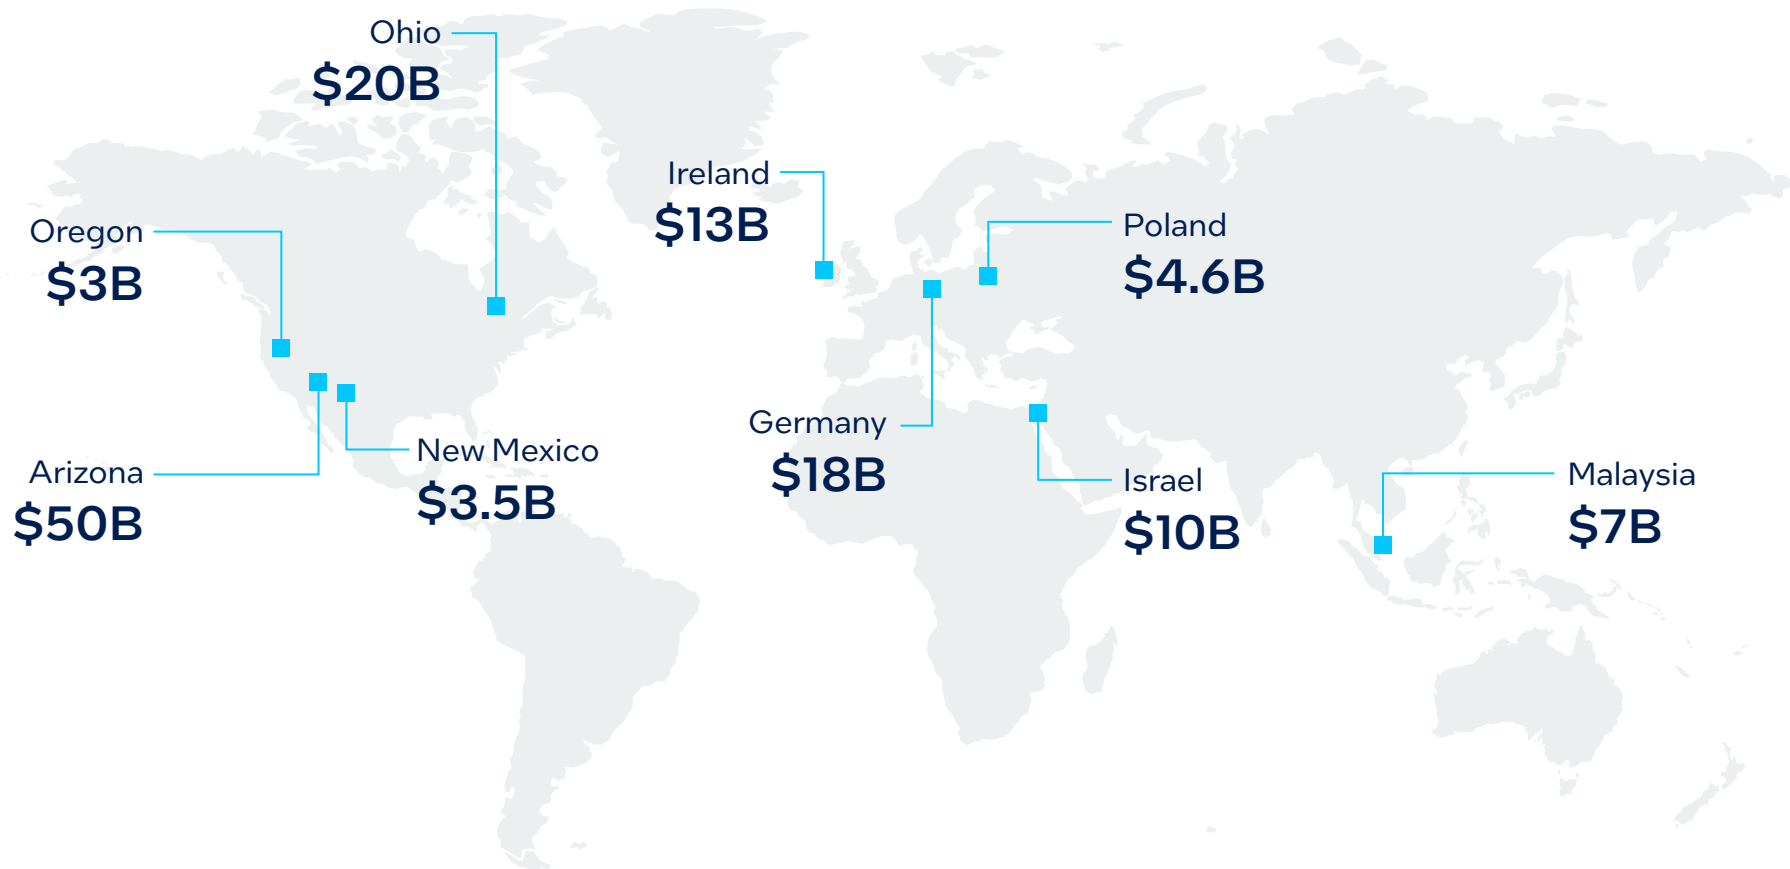 Ohio
$20B
Ireland
$13B
Poland
$4.6B
Oregon
$3B
Germany
$18B
New Mexico
$3.5B
Arizona
$50B
Israel
$10B
Malaysia
$7B